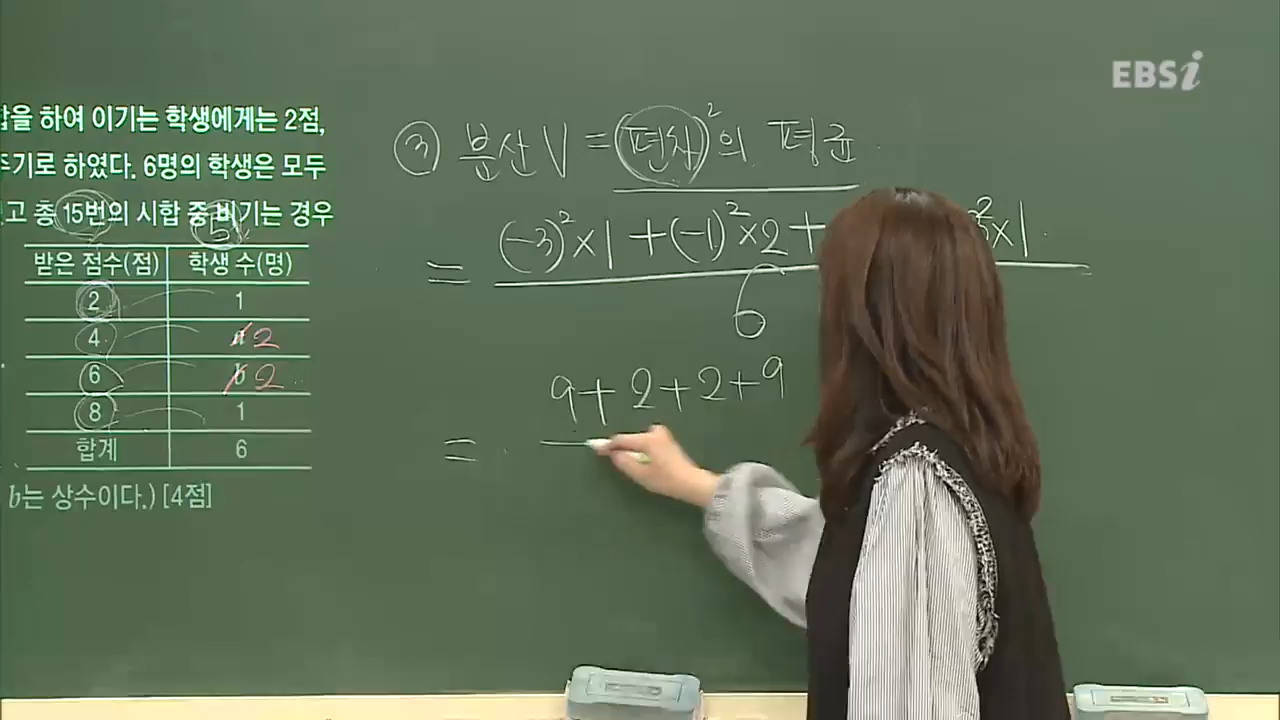 EBSi
합을 하여 이기는 학생에게는 2점,
주기로 하였다. 6명의 학생은 모두
고 총 15번의 시합 중 비기는 경우
5
받은 점수(점) 학생 수(명)
2 1
4 a 2
6 b 2
8 1
합계 6
b는 상수이다.) [4점]
③ 분산 V = (편차)²의 평균
= (-3)²×1+(-1)²×2+ 3²×1
6
= 9+2+2+9